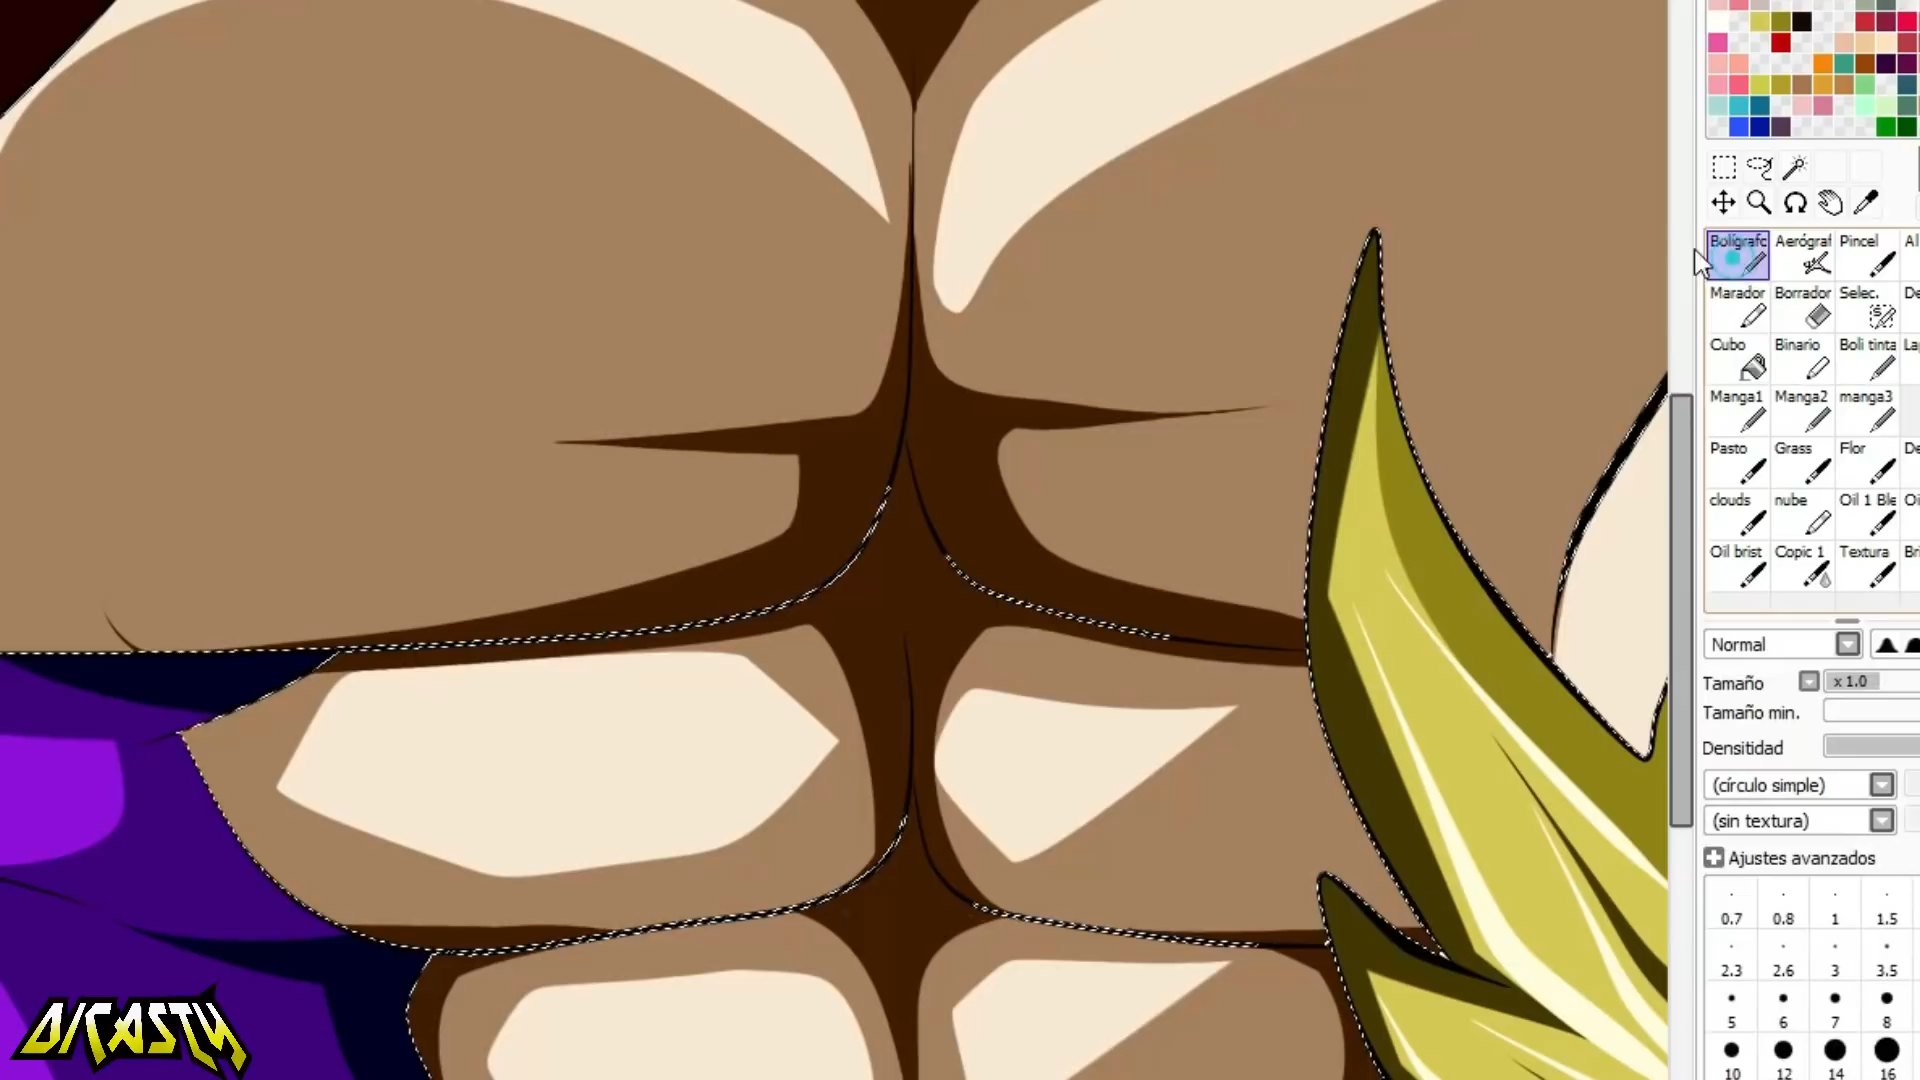 Bolígrafc Aerógraf Pincel Al
Marador Borrador Selec. De
Cubo Binario Boli tinta La
Manga1 Manga2 manga3
Pasto Grass Flor De
clouds nube Oil 1 Ble Oi
Oil brist Copic 1 Textura Bri
Normal
Tamaño x 1.0
Tamaño min.
Densitidad
(círculo simple)
(sin textura)
Ajustes avanzados
0.7 0.8 1 1.5
2.3 2.6 3 3.5
5 6 7 8
10 12 14 16
DICASTY